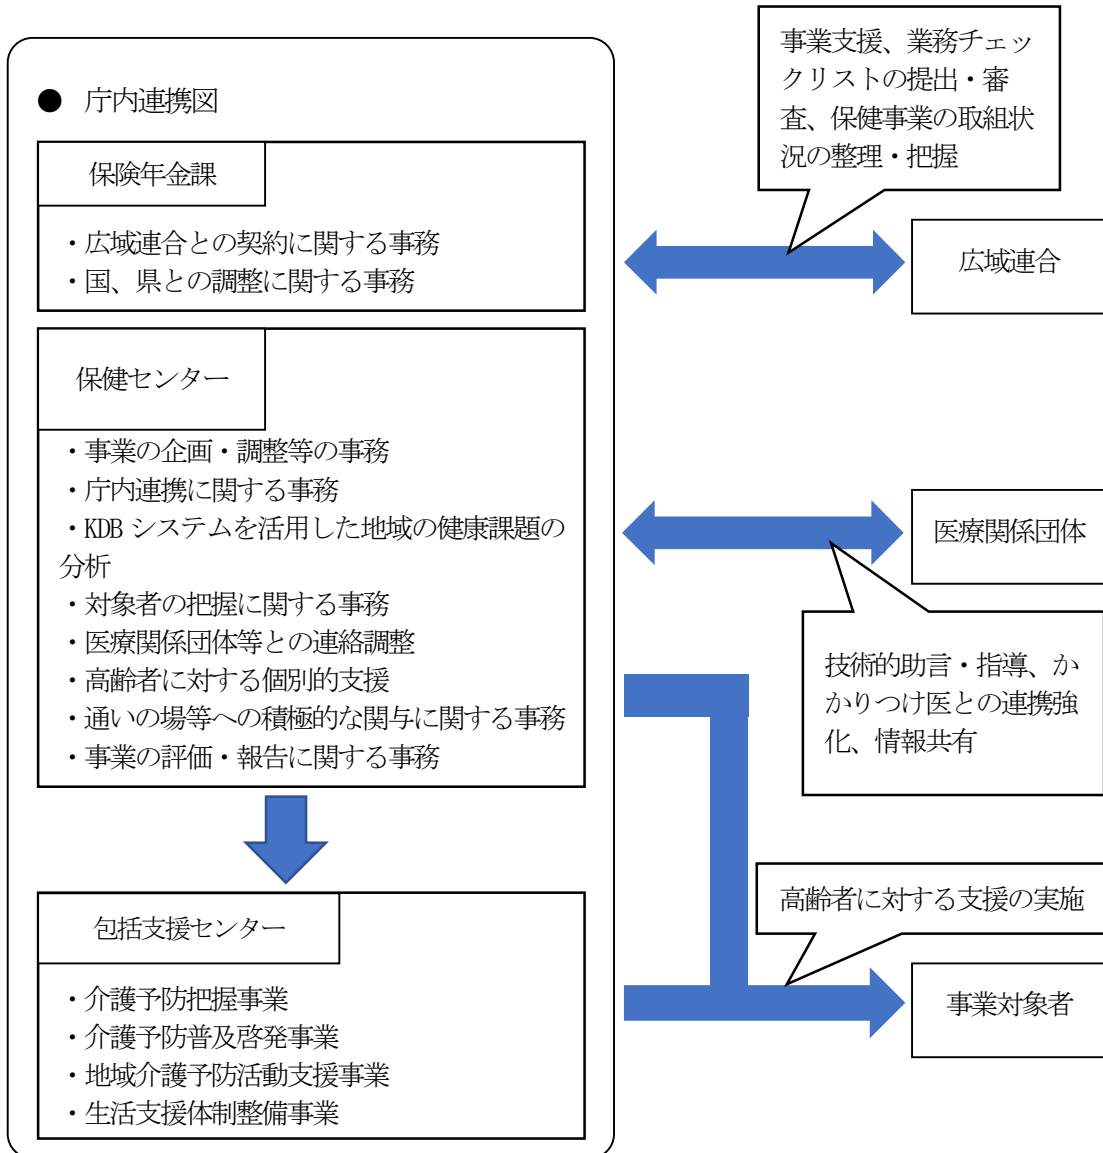 ● 庁内連携図
保険年金課
・広域連合との契約に関する事務
・国、県との調整に関する事務
保健センター
・事業の企画・調整等の事務
・庁内連携に関する事務
・KDB システムを活用した地域の健康課題の
分析
・対象者の把握に関する事務
・医療関係団体等との連絡調整
・高齢者に対する個別的支援
・通いの場等への積極的な関与に関する事務
・事業の評価・報告に関する事務
包括支援センター
・介護予防把握事業
・介護予防普及啓発事業
・地域介護予防活動支援事業
・生活支援体制整備事業
事業支援、業務チェッ
クリストの提出・審
査、保健事業の取組状
況の整理・把握
広域連合
医療関係団体
技術的助言・指導、か
かりつけ医との連携強
化、情報共有
高齢者に対する支援の実施
事業対象者